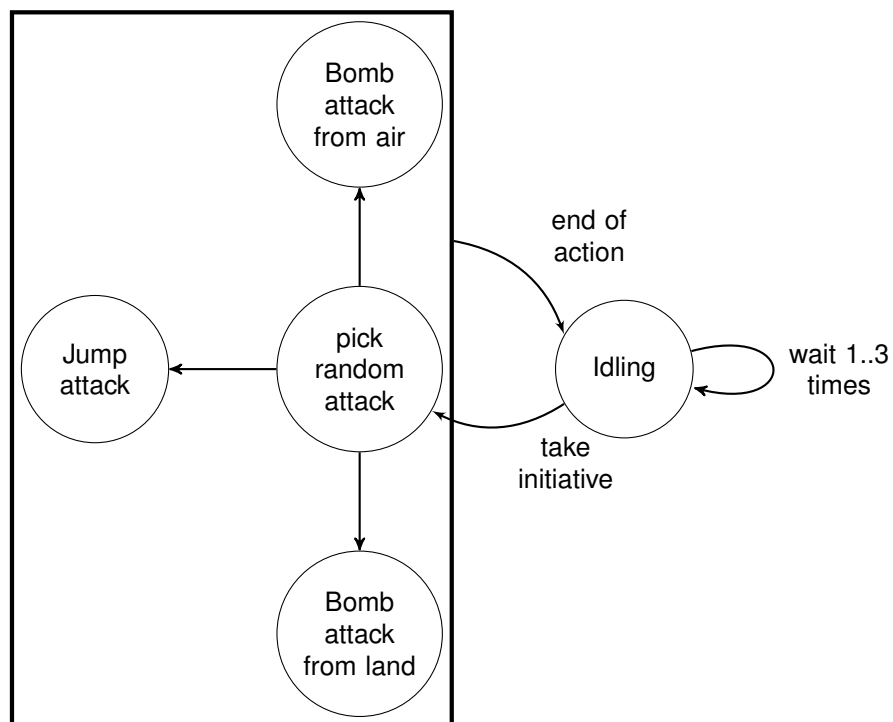 Bomb
attack
from air
end of
action
Jump
attack
pick
random
attack
Idling
wait 1..3
times
take
initiative
Bomb
attack
from land